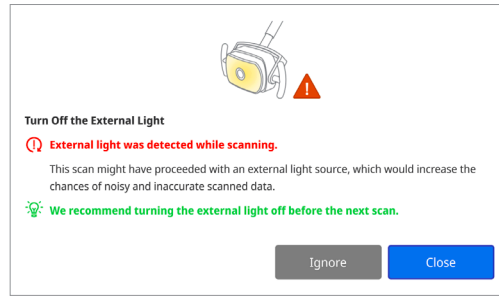 Turn Off the External Light
External light was detected while scanning.
This scan might have proceeded with an external light source, which would increase the
chances of noisy and inaccurate scanned data.
We recommend turning the external light off before the next scan.
Ignore Close